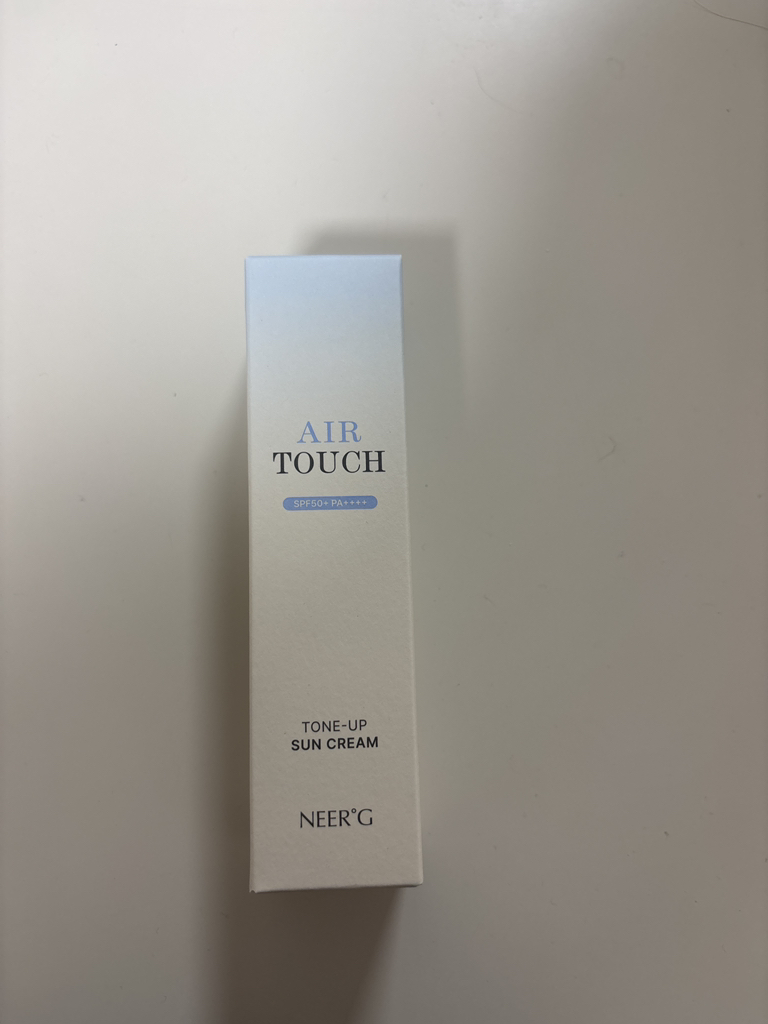 AIR
TOUCH
SPF50+ PA++++
TONE-UP
SUN CREAM
NEER°G